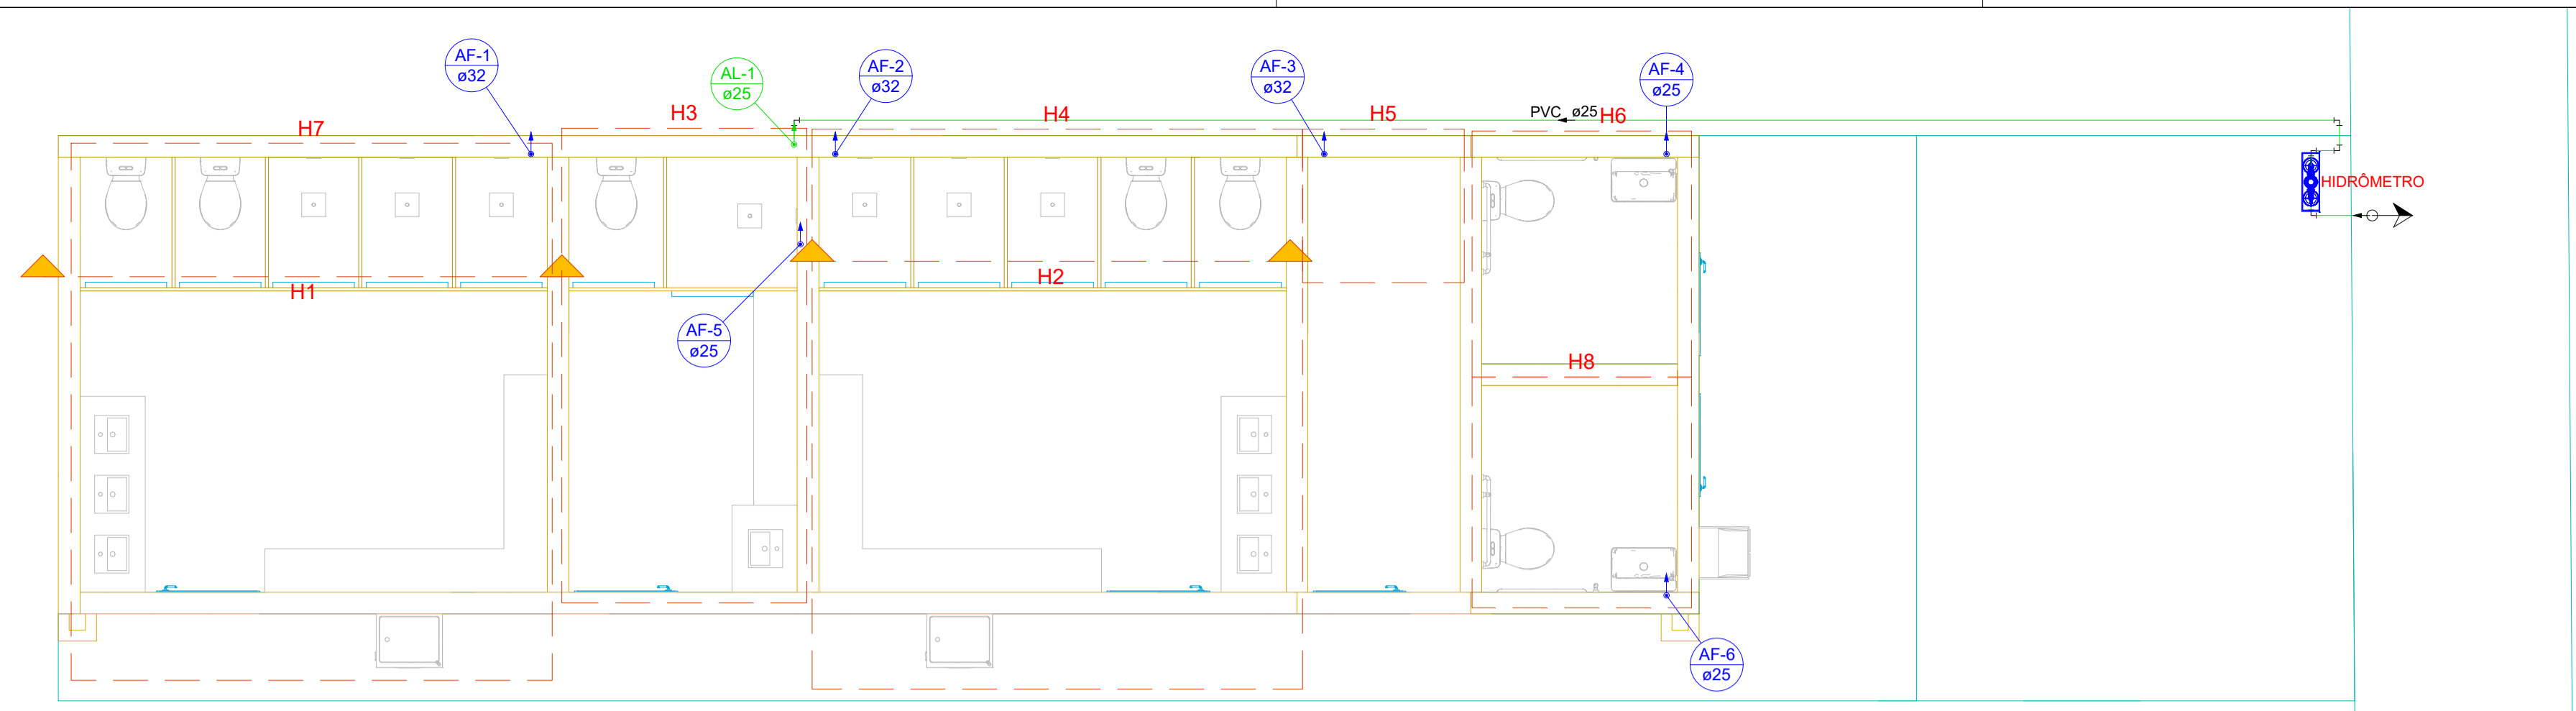 AF-1
ø32
AL-1
ø25
AF-2
ø32
AF-3
ø32
AF-4
ø25
H7
H3
H4
H5
PVC ø25
H6
HIDRÔMETRO
H1
H2
AF-5
ø25
H8
AF-6
ø25